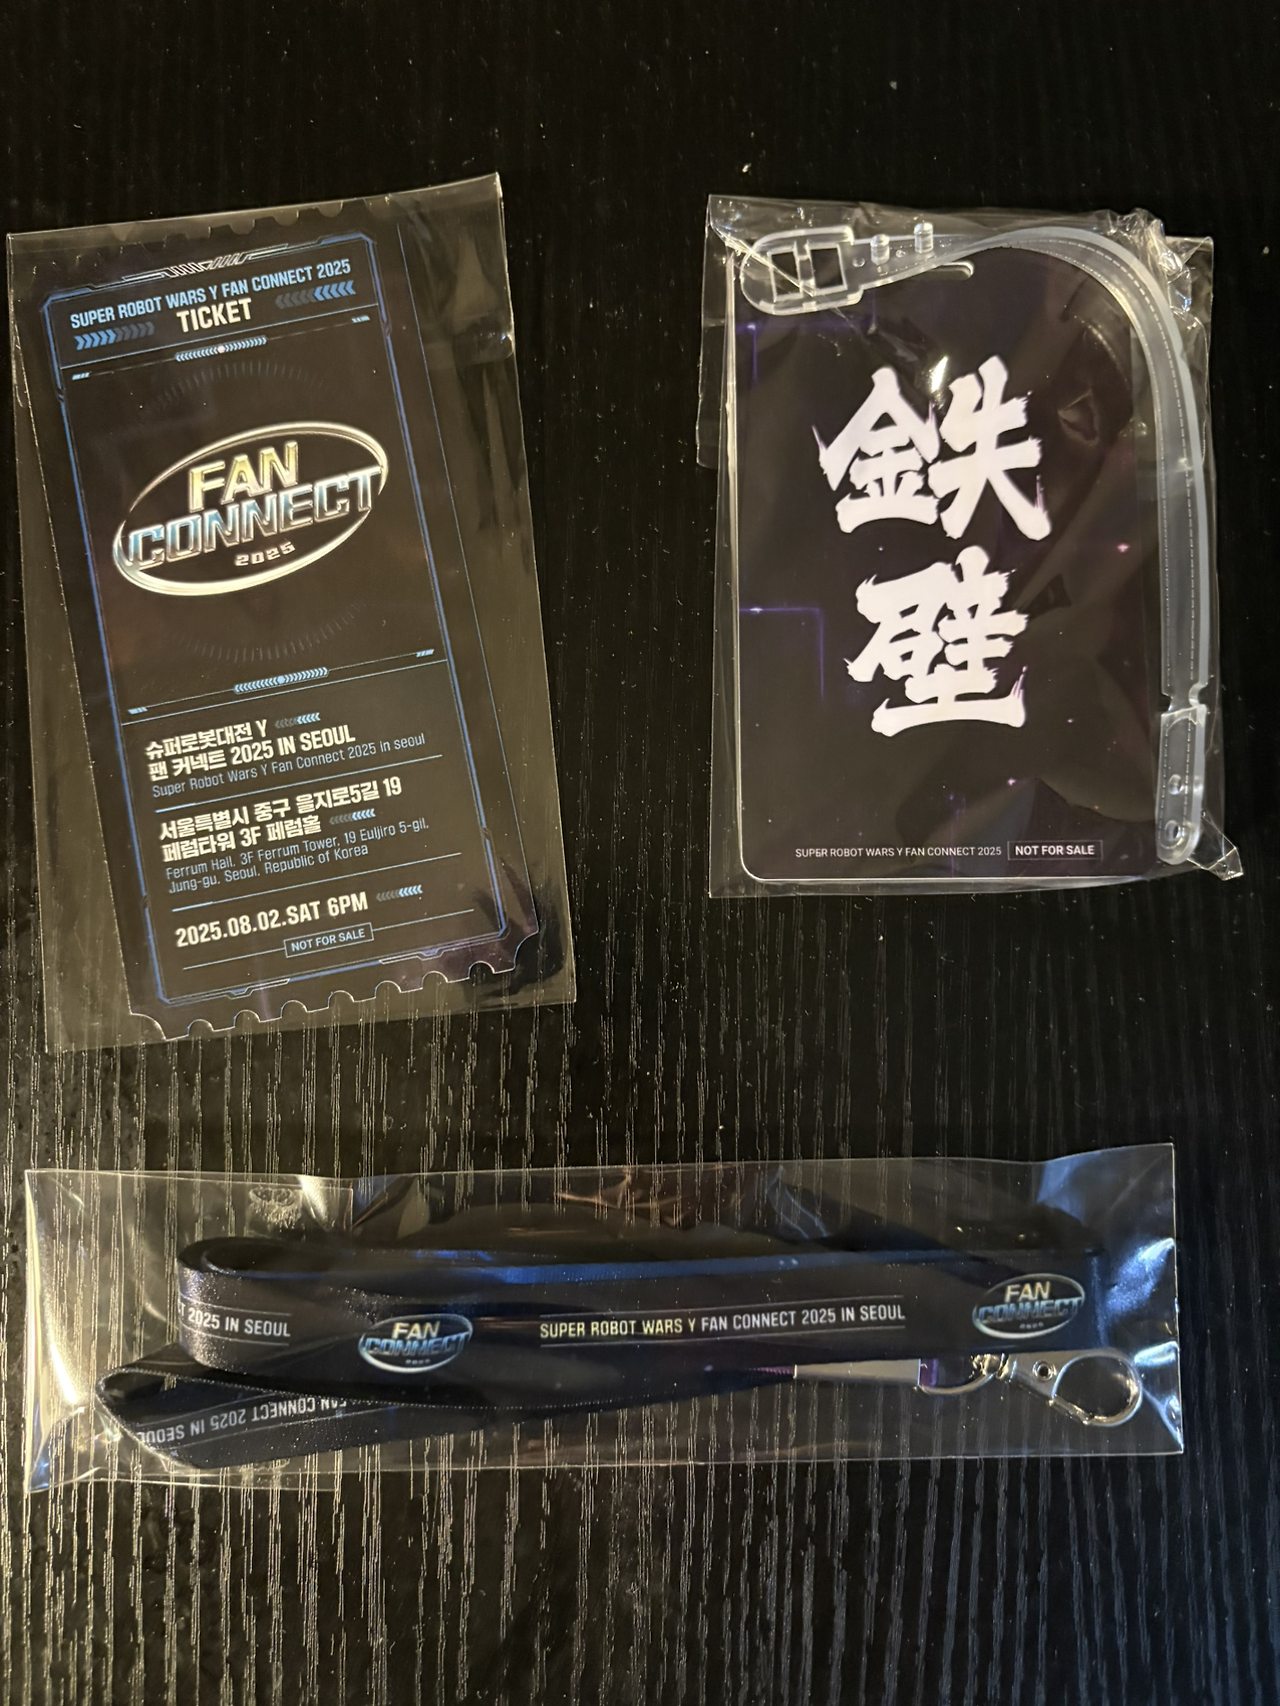 SUPER ROBOT WARS Y FAN CONNECT 2025
TICKET
FAN
CONNECT
2025
슈퍼로봇대전 Y
팬 커넥트 2025 IN SEOUL
Super Robot Wars Y Fan Connect 2025 in seoul
서울특별시 중구 을지로5길 19
페럼타워 3F 페럼홀
Ferrum Hall, 3F Ferrum Tower, 19 Euljiro 5-gil,
Jung-gu, Seoul, Republic of Korea
2025.08.02.SAT 6PM
NOT FOR SALE
鉄
壁
SUPER ROBOT WARS Y FAN CONNECT 2025 NOT FOR SALE
CT 2025 IN SEOUL
FAN
CONNECT
2025
SUPER ROBOT WARS Y FAN CONNECT 2025 IN SEOUL
FAN
CONNECT
2025
FAN CONNECT 2025 IN SEOUL